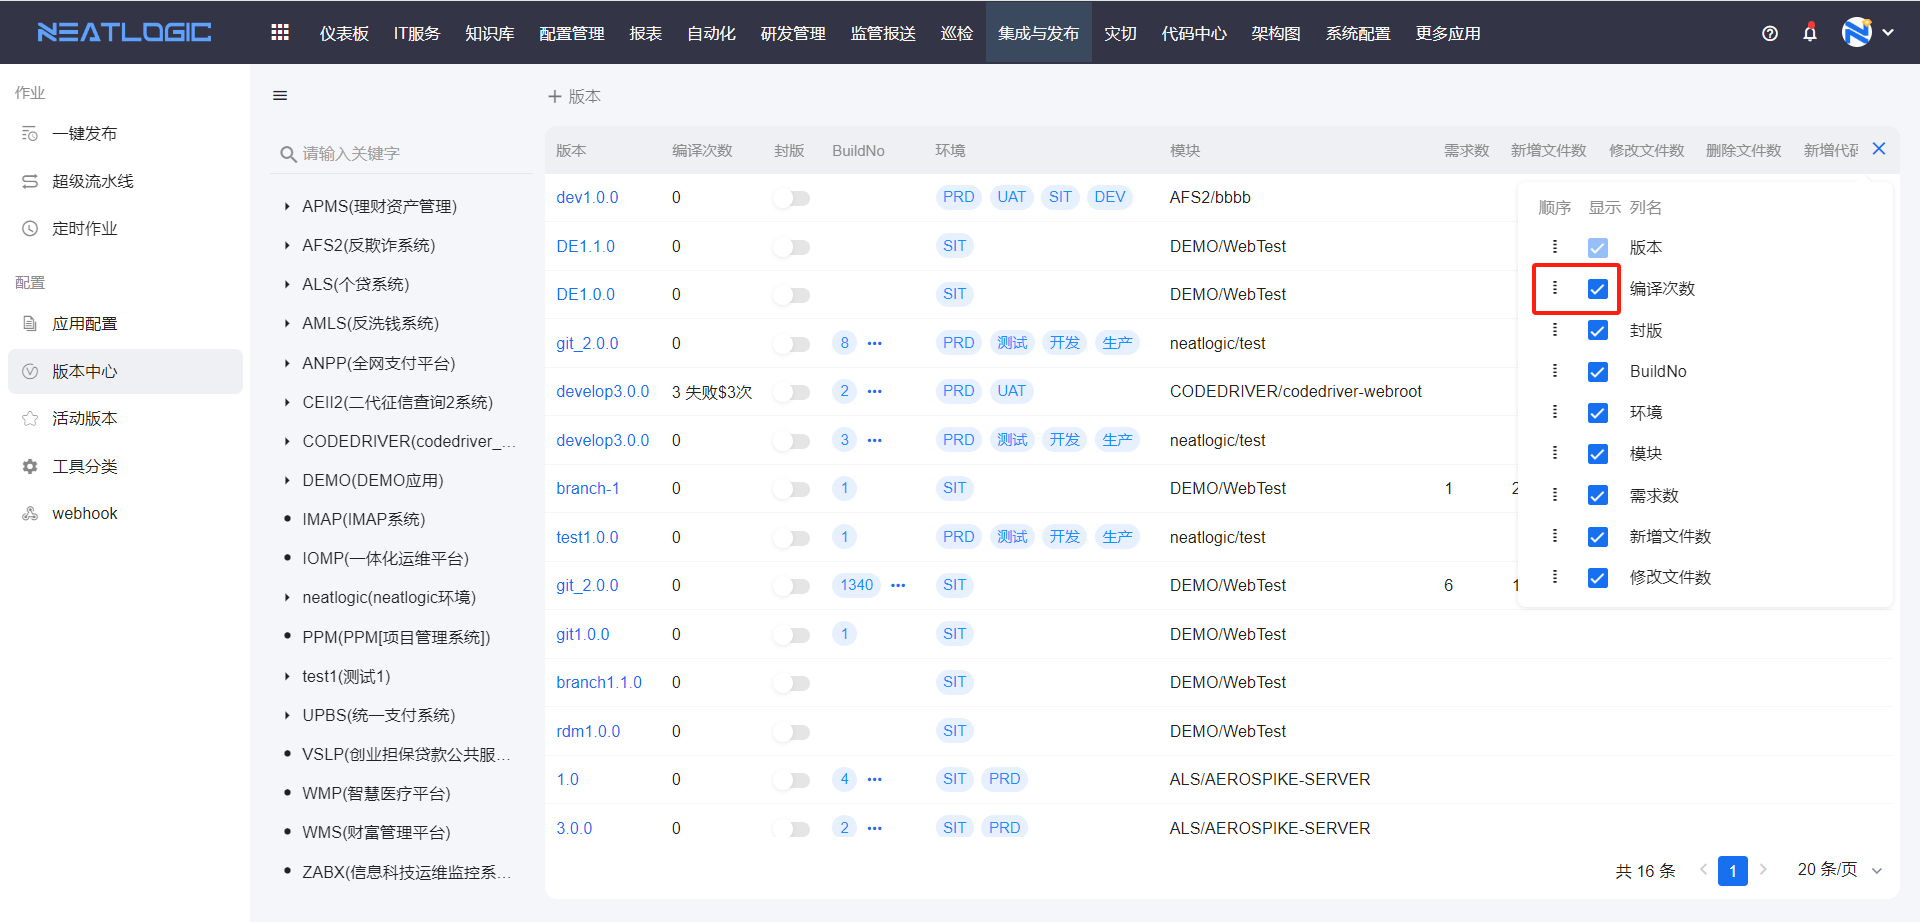 NEATLOGIC
仪表板 IT服务 知识库 配置管理 报表 自动化 研发管理 监管报送 巡检 集成与发布 灾切 代码中心 架构图 系统配置 更多应用
作业
一键发布
超级流水线
定时作业
配置
应用配置
版本中心
活动版本
工具分类
webhook
请输入关键字
APMS(理财资产管理)
AFS2(反欺诈系统)
ALS(个贷系统)
AMLS(反洗钱系统)
ANPP(全网支付平台)
CEII2(二代征信查询2系统)
CODEDRIVER(codedriver_...
DEMO(DEMO应用)
IMAP(IMAP系统)
IOMP(一体化运维平台)
neatlogic(neatlogic环境)
PPM(PPM[项目管理系统])
test1(测试1)
UPBS(统一支付系统)
VSLP(创业担保贷款公共服...
WMP(智慧医疗平台)
WMS(财富管理平台)
ZABX(信息科技运维监控系...
版本
版本 编译次数 封版 BuildNo 环境 模块 需求数 新增文件数 修改文件数 删除文件数 新增代码
dev1.0.0 0 PRD UAT SIT DEV AFS2/bbbb
DE1.1.0 0 SIT DEMO/WebTest
DE1.0.0 0 SIT DEMO/WebTest
git_2.0.0 0 8 ••• PRD 测试 开发 生产 neatlogic/test
develop3.0.0 3 失败$3次 2 ••• PRD UAT CODEDRIVER/codedriver-webroot
develop3.0.0 0 3 ••• PRD 测试 开发 生产 neatlogic/test
branch-1 0 1 SIT DEMO/WebTest 1 2
test1.0.0 0 1 PRD 测试 开发 生产 neatlogic/test
git_2.0.0 0 1340 ••• SIT DEMO/WebTest 6 1
git1.0.0 0 1 SIT DEMO/WebTest
branch1.1.0 0 SIT DEMO/WebTest
rdm1.0.0 0 SIT DEMO/WebTest
1.0 0 4 ••• SIT PRD ALS/AEROSPIKE-SERVER
3.0.0 0 2 ••• SIT PRD ALS/AEROSPIKE-SERVER
顺序 显示 列名
版本
编译次数
封版
BuildNo
环境
模块
需求数
新增文件数
修改文件数
共 16 条 1 20 条/页